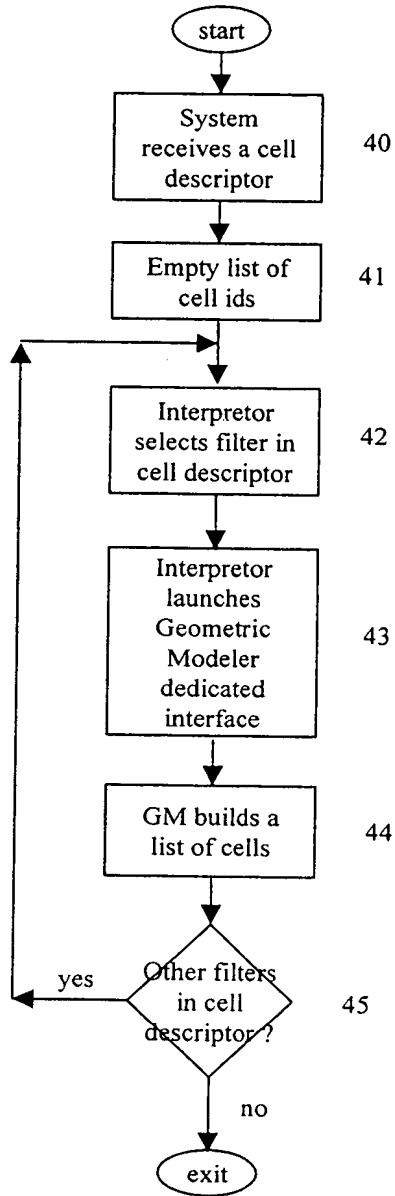 start
System
receives a cell
descriptor
40
Empty list of
cell ids
41
Interpretor
selects filter in
cell descriptor
42
Interpretor
launches
Geometric
Modeler
dedicated
interface
43
GM builds a
list of cells
44
Other filters
in cell
descriptor ?
45
yes
no
exit